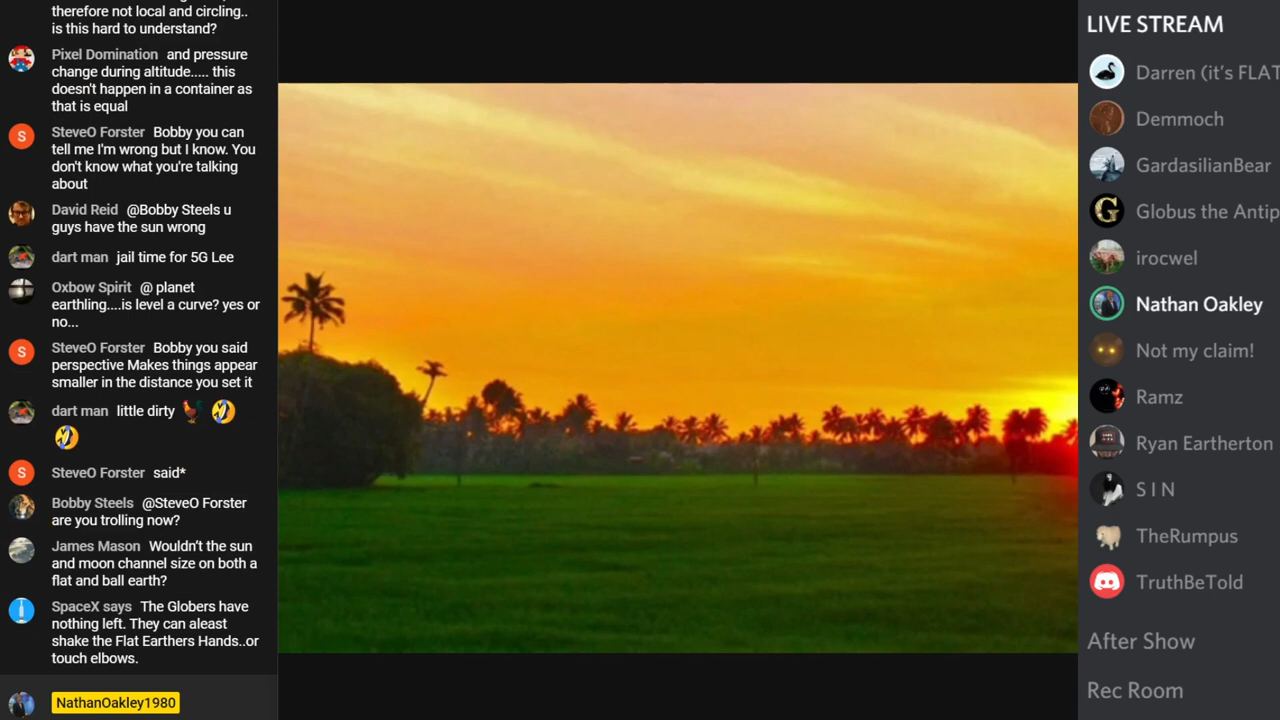 therefore not local and circling..
is this hard to understand?
Pixel Domination and pressure
change during altitude..... this
doesn't happen in a container as
that is equal
SteveO Forster Bobby you can
tell me I'm wrong but I know. You
don't know what you're talking
about
David Reid @Bobby Steels u
guys have the sun wrong
dart man jail time for 5G Lee
Oxbow Spirit @ planet
earthling....is level a curve? yes or
no...
S
SteveO Forster Bobby you said
perspective Makes things appear
smaller in the distance you set it
dart man little dirty 🐓 🤣
🤣
S
SteveO Forster said*
Bobby Steels @SteveO Forster
are you trolling now?
James Mason Wouldn't the sun
and moon channel size on both a
flat and ball earth?
SpaceX says The Globers have
nothing left. They can aleast
shake the Flat Earthers Hands..or
touch elbows.
NathanOakley1980
LIVE STREAM
Darren (it's FLAT
Demmoch
GardasilianBear
G
Globus the Antip
irocwel
Nathan Oakley
Not my claim!
Ramz
Ryan Eartherton
S I N
TheRumpus
TruthBeTold
After Show
Rec Room